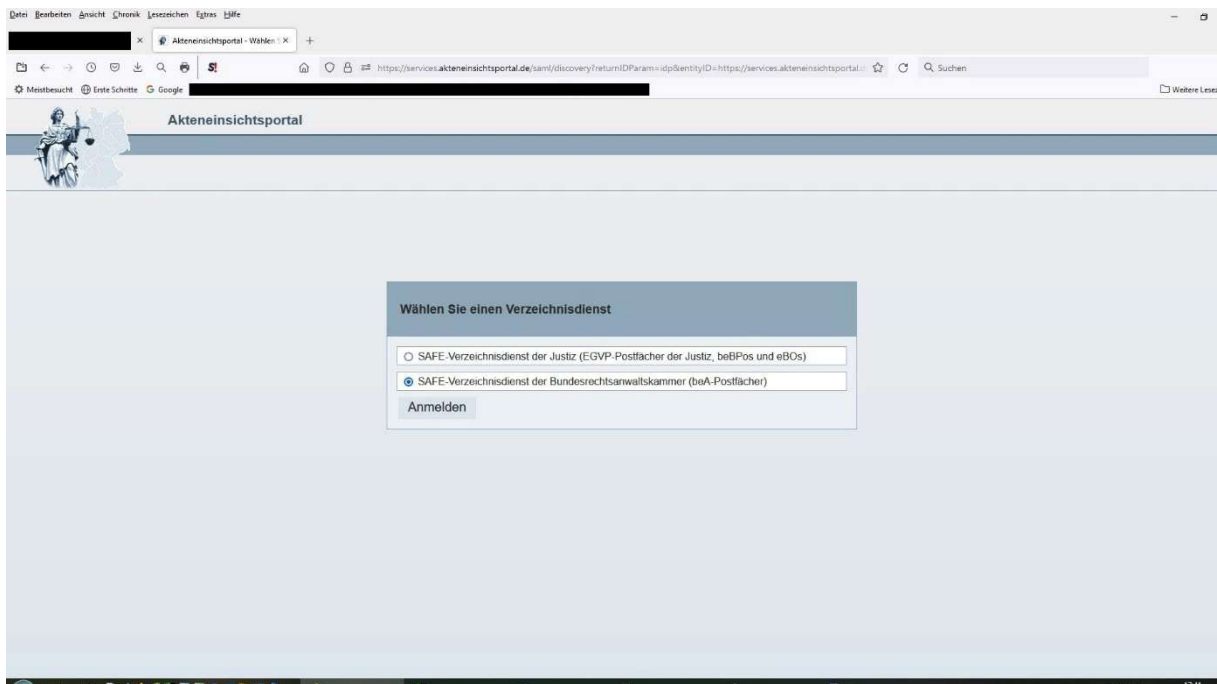 Datei Bearbeiten Ansicht Chronik Lesezeichen Extras Hilfe
Akteneinsichtsportal - Wählen
S!
https://services.akteneinsichtsportal.de/saml/discovery?returnIDParam=idp&entityID=https://services.akteneinsichtsportal.
Suchen
Meistbesucht Erste Schritte G Google
Weitere Lesez
Akteneinsichtsportal
Wählen Sie einen Verzeichnisdienst
SAFE-Verzeichnisdienst der Justiz (EGVP-Postfächer der Justiz, beBPos und eBOs)
SAFE-Verzeichnisdienst der Bundesrechtsanwaltskammer (beA-Postfächer)
Anmelden